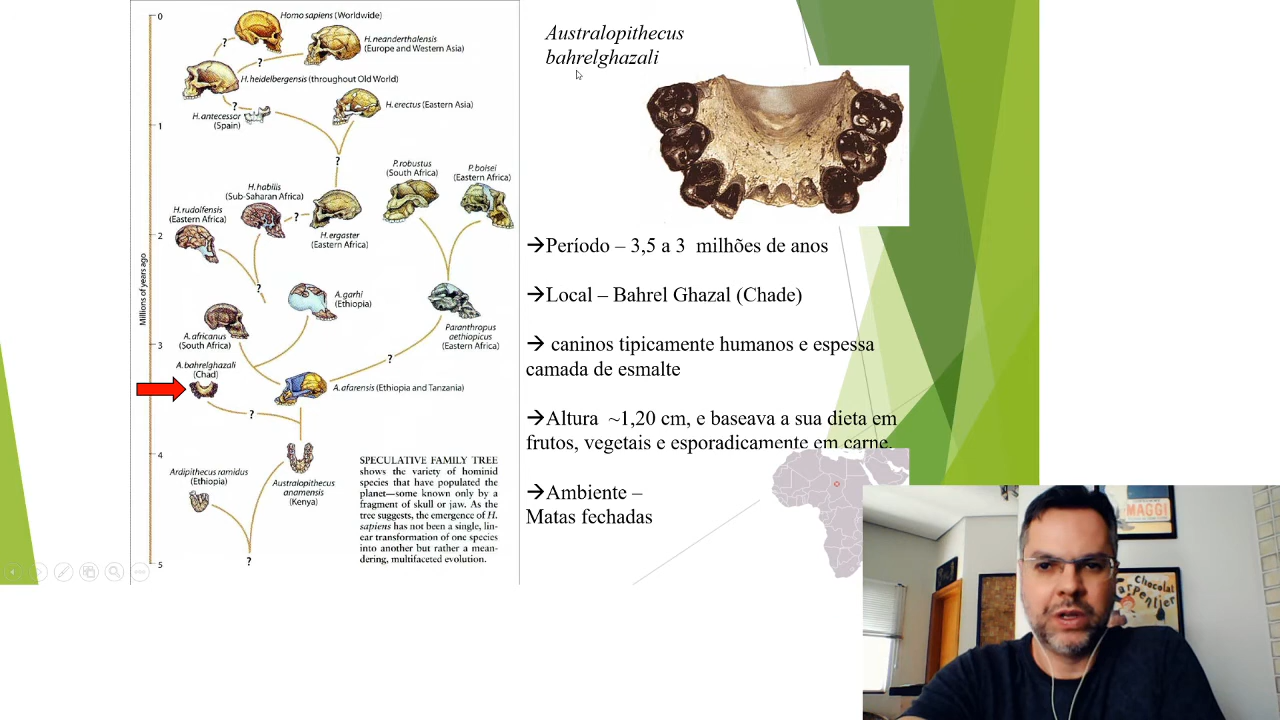 0
Homo sapiens (Worldwide)
?
H. neanderthalensis
(Europe and Western Asia)
?
H. heidelbergensis (throughout Old World)
?
H. antecessor
(Spain)
H. erectus (Eastern Asia)
1
?
P. robustus
(South Africa)
P. boisei
(Eastern Africa)
H. habilis
(Sub-Saharan Africa)
H. rudolfensis
(Eastern Africa)
?
H. ergaster
(Eastern Africa)
2
?
A. garhi
(Ethiopia)
Millions of years ago
A. africanus
(South Africa)
Paranthropus
aethiopicus
(Eastern Africa)
3
?
A. bahrelghazali
(Chad)
A. afarensis (Ethiopia and Tanzania)
?
4
Ardipithecus ramidus
(Ethiopia)
Australopithecus
anamensis
(Kenya)
?
5
SPECULATIVE FAMILY TREE
shows the variety of hominid
species that have populated the
planet—some known only by a
fragment of skull or jaw. As the
tree suggests, the emergence of H.
sapiens has not been a single, lin-
ear transformation of one species
into another but rather a mean-
dering, multifaceted evolution.
Australopithecus
bahrelghazali
→Período – 3,5 a 3 milhões de anos
→Local – Bahrel Ghazal (Chade)
→ caninos tipicamente humanos e espessa
camada de esmalte
→Altura ~1,20 cm, e baseava a sua dieta em
frutos, vegetais e esporadicamente em carne.
→Ambiente –
Matas fechadas
MAGGI
Chocolat
Carpentier